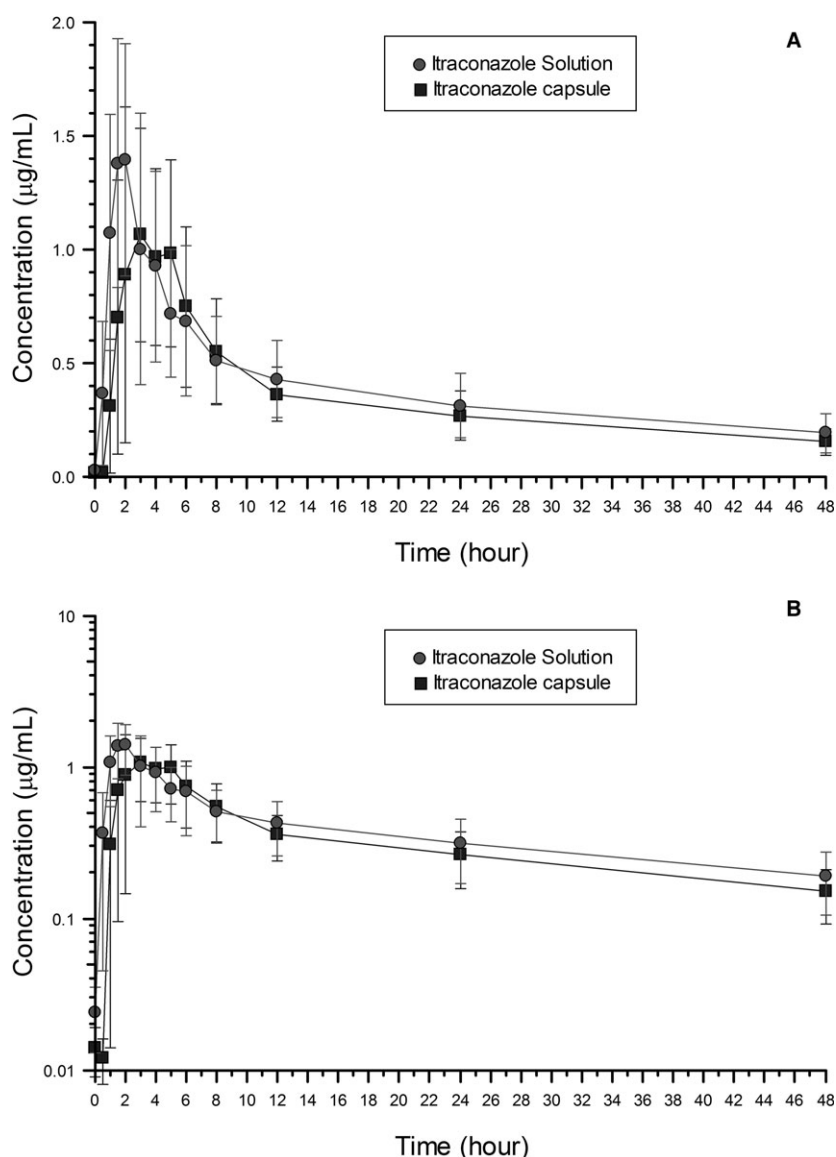 A
Itraconazole Solution
Itraconazole capsule
Concentration (μg/mL)
2.0
1.5
1.0
0.5
0.0
0 2 4 6 8 10 12 14 16 18 20 22 24 26 28 30 32 34 36 38 40 42 44 46 48
Time (hour)
B
Itraconazole Solution
Itraconazole capsule
Concentration (μg/mL)
10
1
0.1
0.01
0 2 4 6 8 10 12 14 16 18 20 22 24 26 28 30 32 34 36 38 40 42 44 46 48
Time (hour)